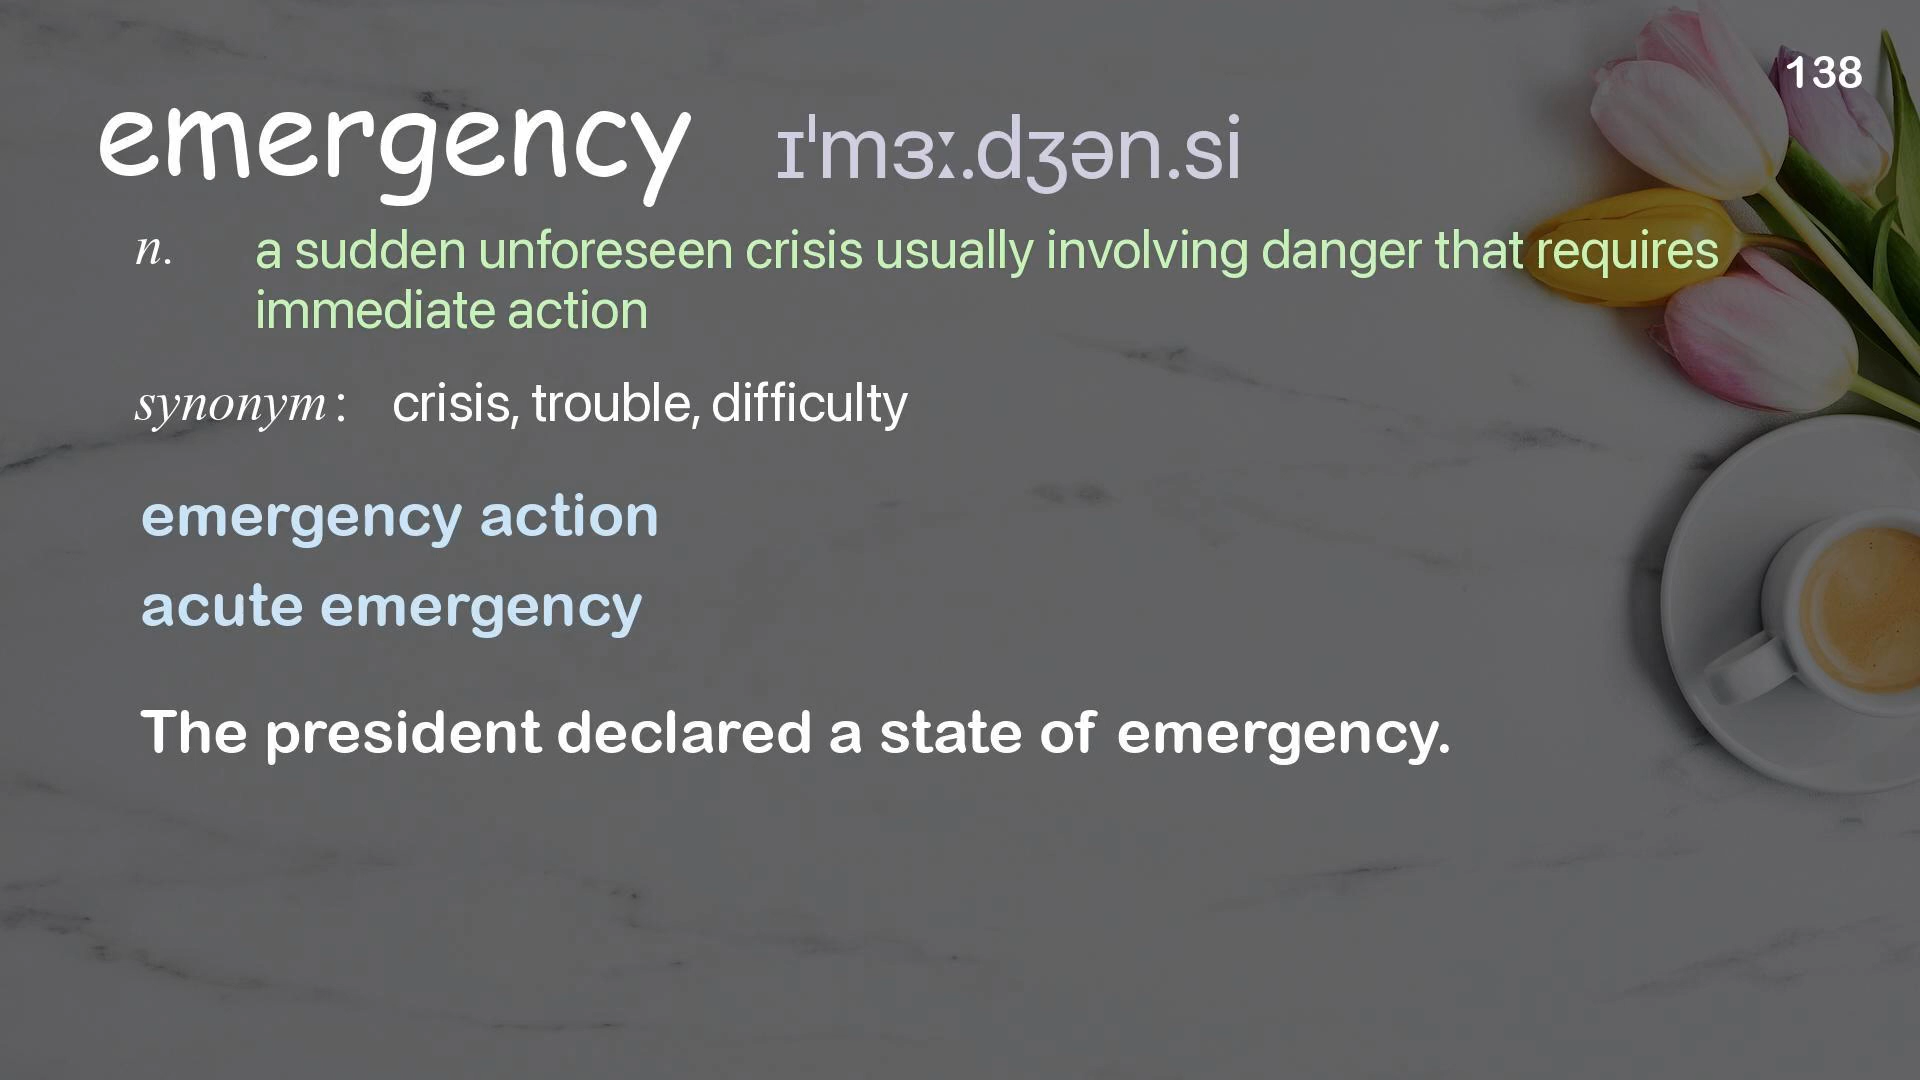 138
emergency ɪˈmɜː.dʒən.si
n. a sudden unforeseen crisis usually involving danger that requires
immediate action
synonym: crisis, trouble, difficulty
emergency action
acute emergency
The president declared a state of emergency.